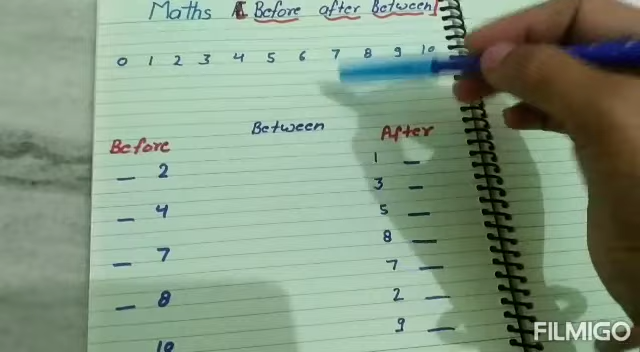 Maths [Before after Between]
0 1 2 3 4 5 6 7 8 9 10
Between
Before
After
_ 2
_ 4
_ 7
_ 8
10
1 _
3 _
5 _
8 _
7 _
2 _
9 _
FILMIGO